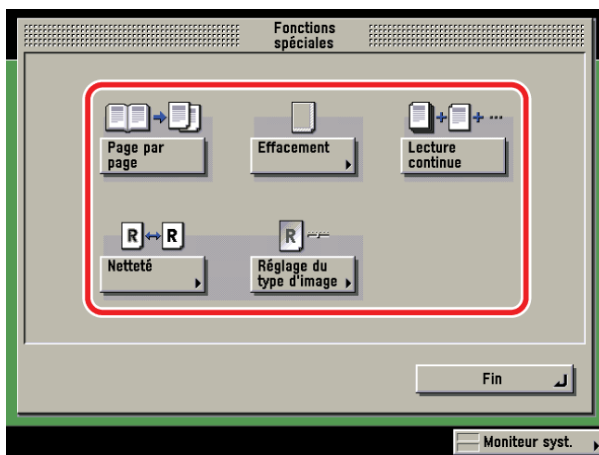 Fonctions
spéciales
Page par
page
Effacement
Lecture
continue
R R
Netteté
R
Réglage du
type d'image
Fin
Moniteur syst.